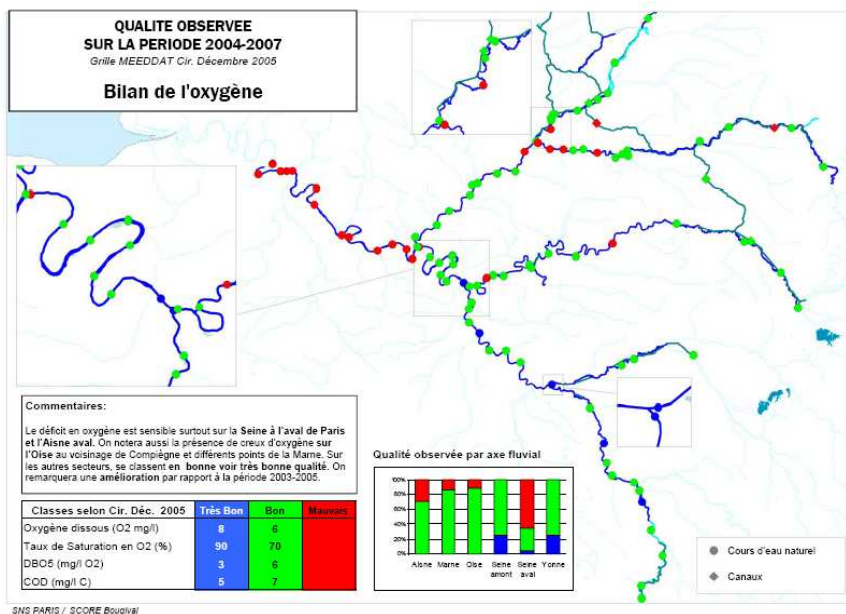 QUALITE OBSERVEE
SUR LA PERIODE 2004-2007
Grille MEEDDAT Cir. Décembre 2005
Bilan de l'oxygène
Commentaires:
Le déficit en oxygène est sensible surtout sur la Seine à l'aval de Paris
et l'Aisne aval. On notera aussi la présence de creux d'oxygène sur
l'Oise au voisinage de Compiègne et différents points de la Marne. Sur
les autres secteurs, se classent en bonne voir très bonne qualité. On
remarquera une amélioration par rapport à la période 2003-2005.
Classes selon Cir. Déc. 2005 Très Bon Bon Mauvais
Oxygène dissous (O2 mg/l) 8 6
Taux de Saturation en O2 (%) 90 70
DBO5 (mg/l O2) 3 6
COD (mg/l C) 5 7
Qualité observée par axe fluvial
100%
80%
60%
40%
20%
0%
Aisne Marne Oise Seine amont Seine aval Yonne
Cours d'eau naturel
Canaux
SNS PARIS / SCORE Bougival